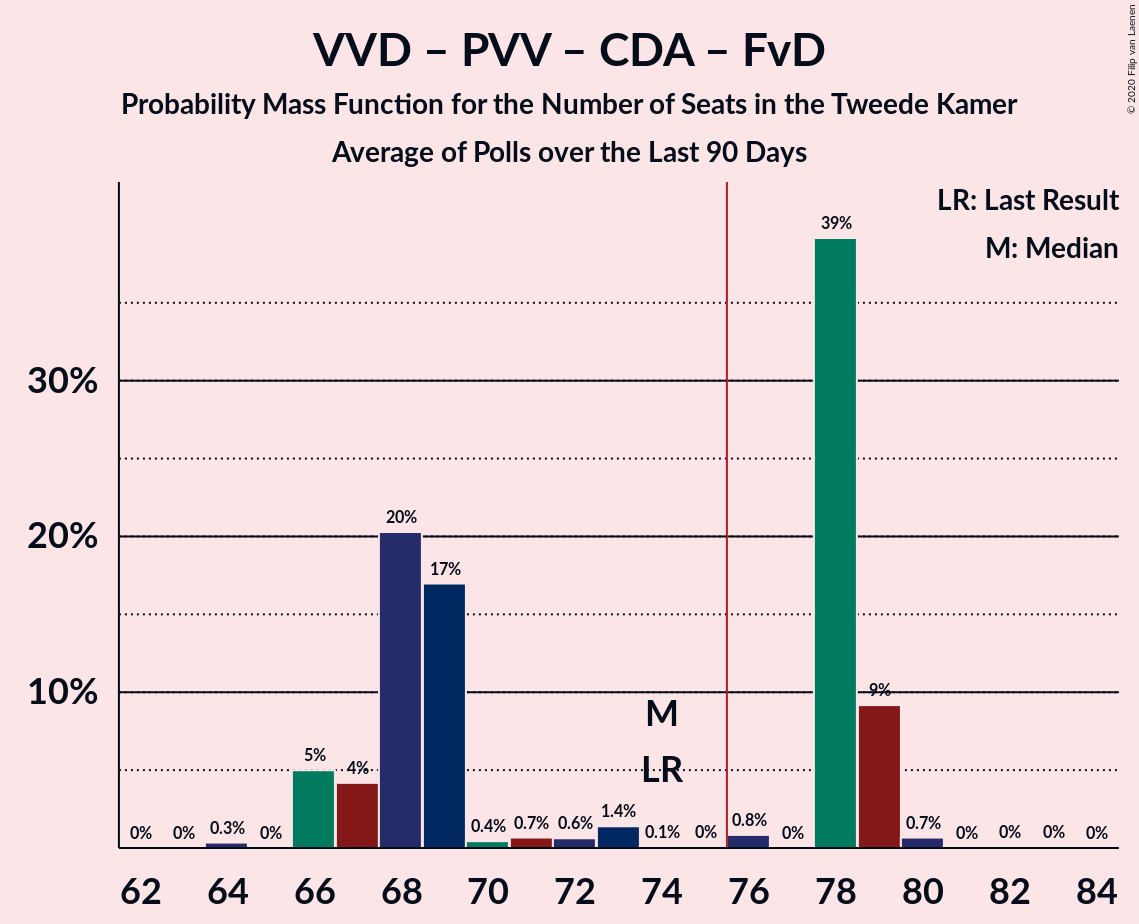 VVD – PVV – CDA – FvD
Probability Mass Function for the Number of Seats in the Tweede Kamer
Average of Polls over the Last 90 Days
© 2020 Filip van Laenen
LR: Last Result
M: Median
39%
30%
20%
20%
17%
10%
9%
M
LR
5%
4%
0% 0% 0.3% 0% 0.4% 0.7% 0.6% 1.4% 0.1% 0% 0.8% 0% 0.7% 0% 0% 0% 0%
62 64 66 68 70 72 74 76 78 80 82 84